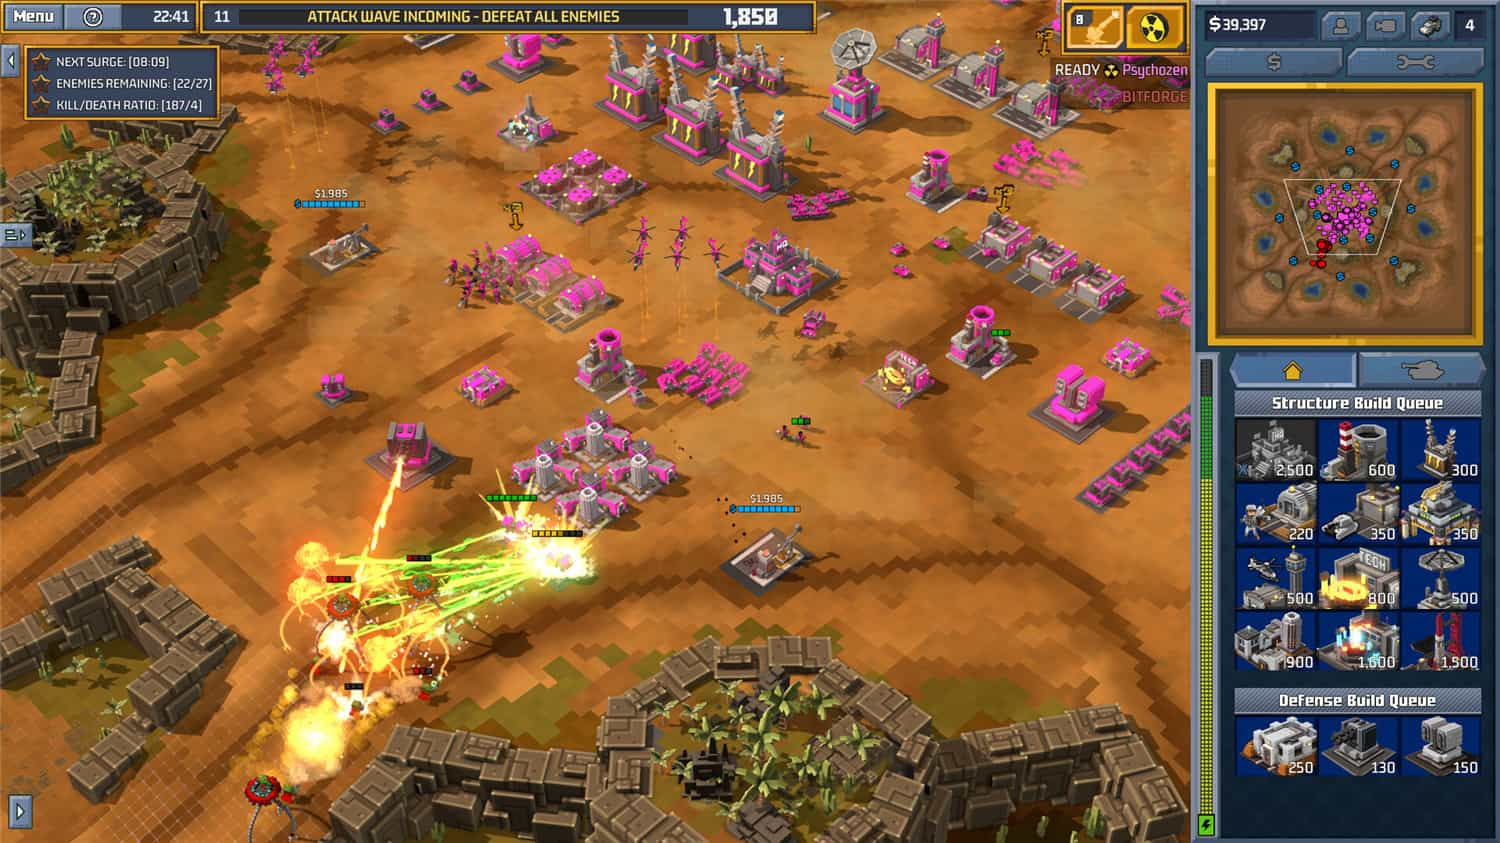 Menu
22:41
11
ATTACK WAVE INCOMING - DEFEAT ALL ENEMIES
1,850
NEXT SURGE: [08:09]
ENEMIES REMAINING: [22/27]
KILL/DEATH RATIO: [187/4]
READY
Psychozen
BITFORGE
$39,397
4
$1,985
HQ
TECH
$1,985
Structure Build Queue
2,500
600
300
220
350
350
500
TECH
800
500
900
1,600
1,500
Defense Build Queue
250
130
150